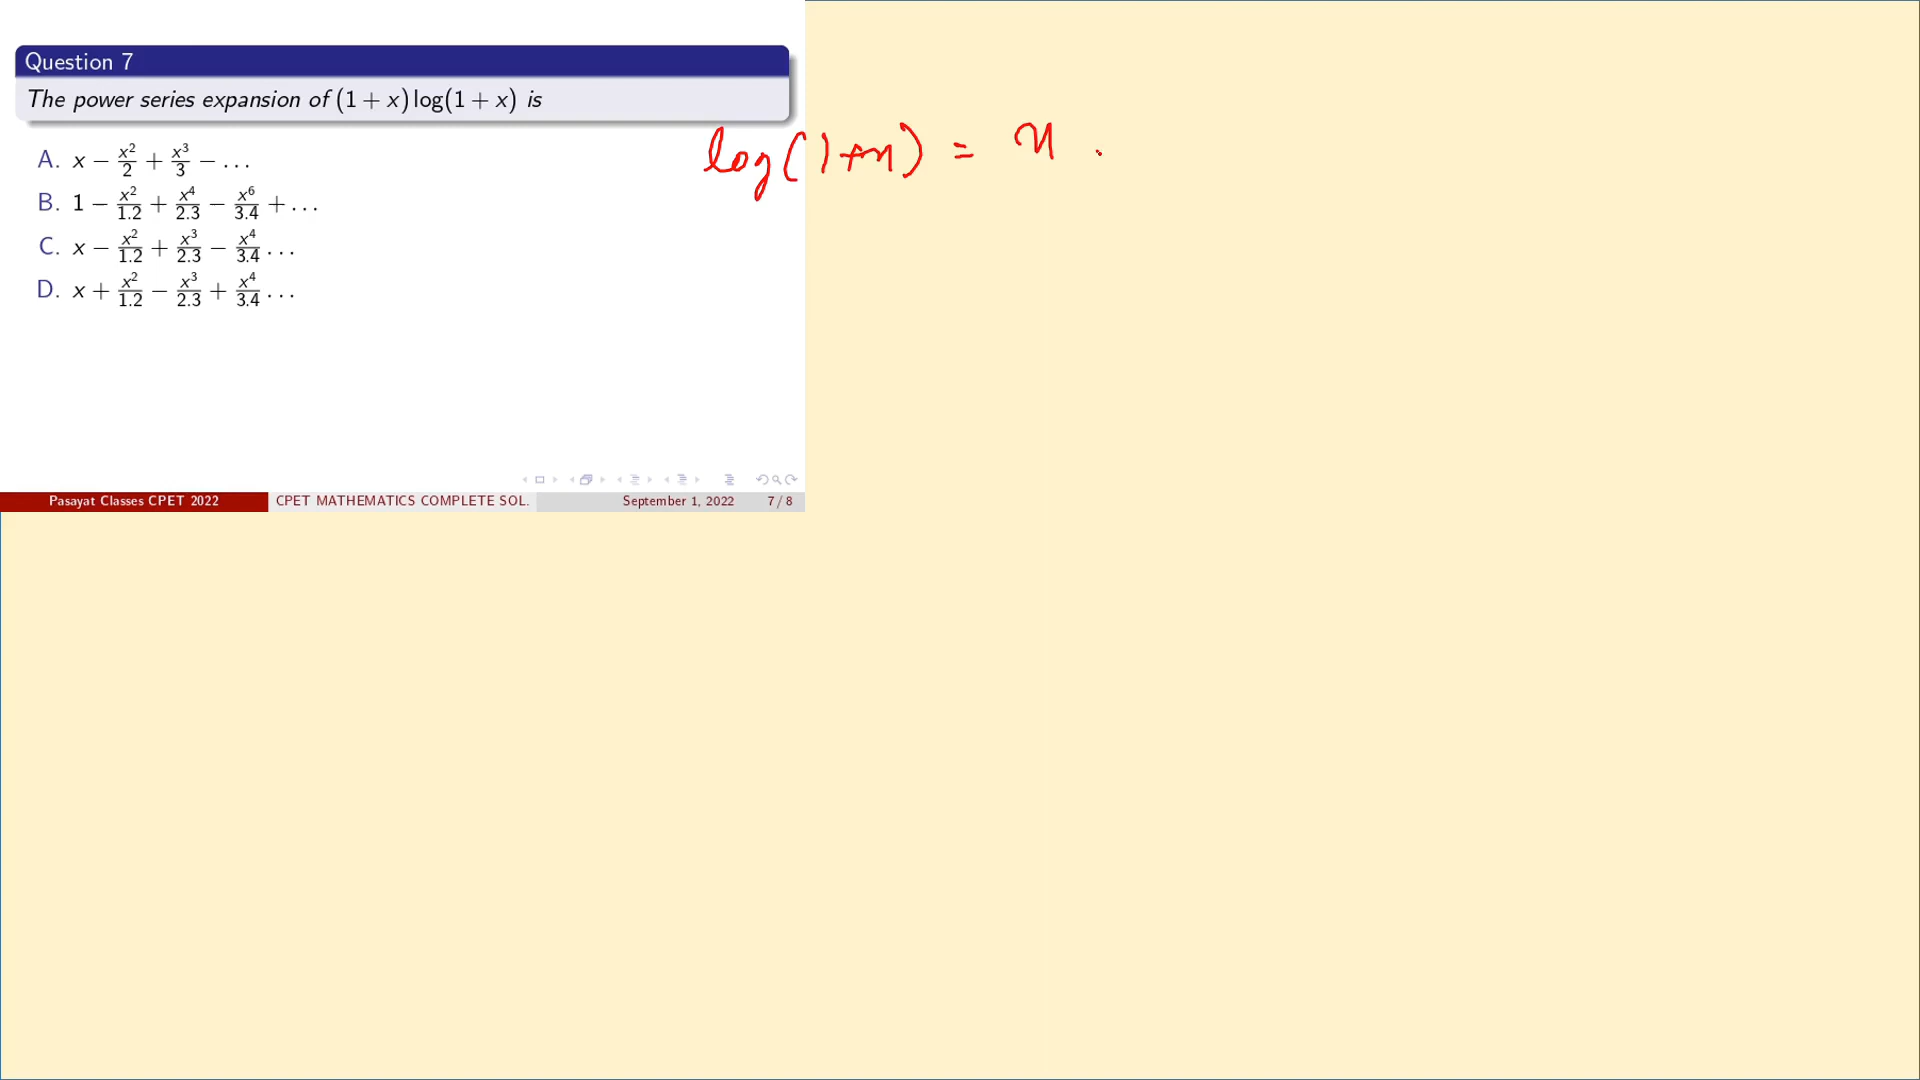 Question 7
The power series expansion of (1 + x) log(1 + x) is
A. x − x²/2 + x³/3 − ...
B. 1 − x²/1.2 + x⁴/2.3 − x⁶/3.4 + ...
C. x − x²/1.2 + x³/2.3 − x⁴/3.4 ...
D. x + x²/1.2 − x³/2.3 + x⁴/3.4 ...
log(1+x) = x
Pasayat Classes CPET 2022 CPET MATHEMATICS COMPLETE SOL. September 1, 2022 7 / 8